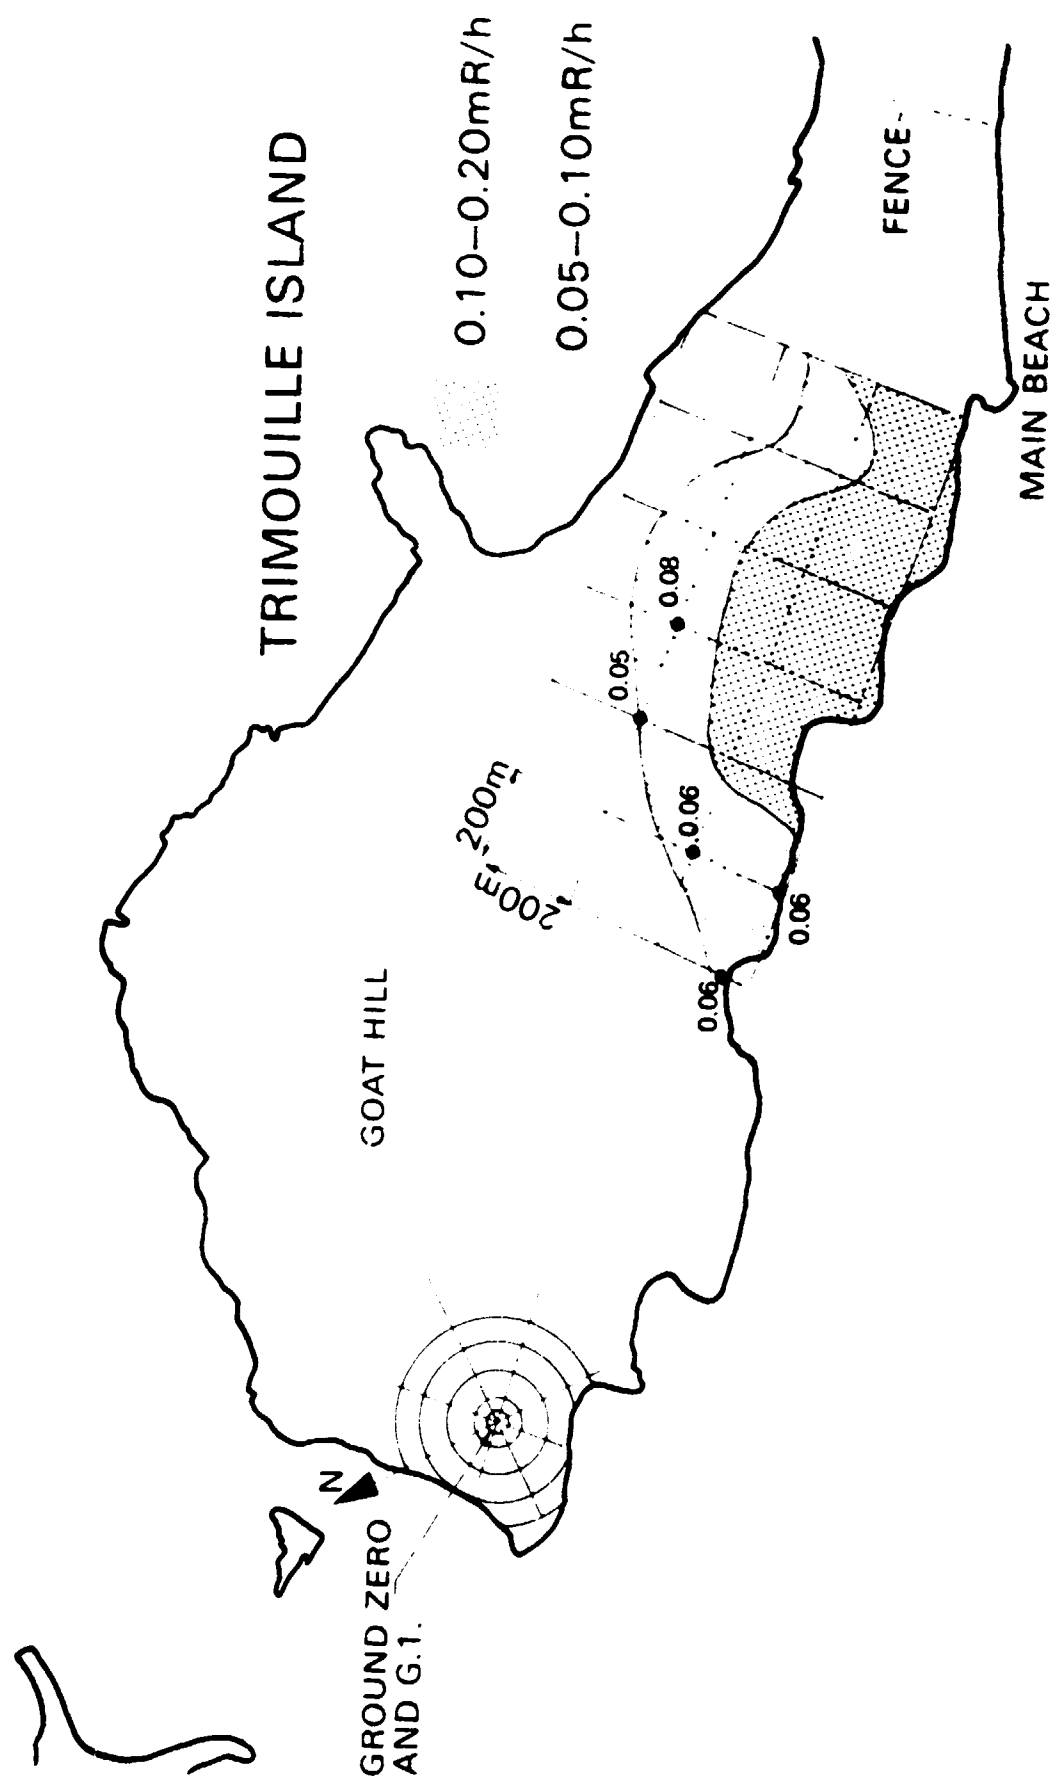 TRIMOUILLE ISLAND
0.10–0.20mR/h
0.05–0.10mR/h
FENCE-
MAIN BEACH
0.08
0.05
200m
200m
0.06
0.06
0.06
GOAT HILL
N
GROUND ZERO
AND G.1.